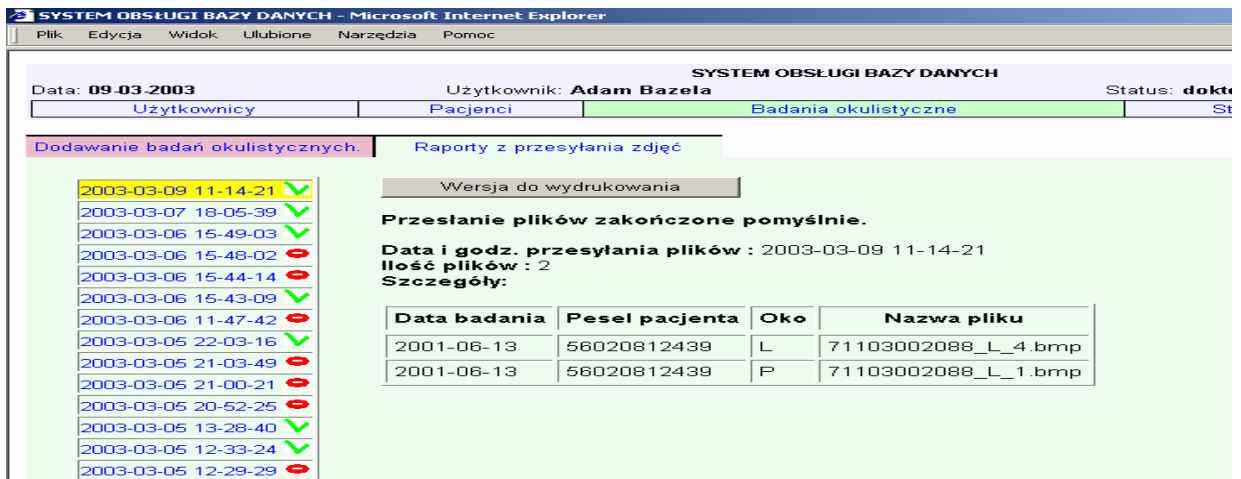 SYSTEM OBSŁUGI BAZY DANYCH - Microsoft Internet Explorer
Plik Edycja Widok Ulubione Narzędzia Pomoc
SYSTEM OBSŁUGI BAZY DANYCH
Data: 09-03-2003 Użytkownik: Adam Bazela Status: dokt
Użytkownicy Pacjenci Badania okulistyczne St
Dodawanie badań okulistycznych. Raporty z przesyłania zdjęć
2003-03-09 11-14-21
2003-03-07 18-05-39
2003-03-06 15-49-03
2003-03-06 15-48-02
2003-03-06 15-44-14
2003-03-06 15-43-09
2003-03-06 11-47-42
2003-03-05 22-03-16
2003-03-05 21-03-49
2003-03-05 21-00-21
2003-03-05 20-52-25
2003-03-05 13-28-40
2003-03-05 12-33-24
2003-03-05 12-29-29
Wersja do wydrukowania
Przesłanie plików zakończone pomyślnie.
Data i godz. przesyłania plików : 2003-03-09 11-14-21
Ilość plików : 2
Szczegóły:
Data badania Pesel pacjenta Oko Nazwa pliku
2001-06-13 56020812439 L 71103002088_L_4.bmp
2001-06-13 56020812439 P 71103002088_L_1.bmp